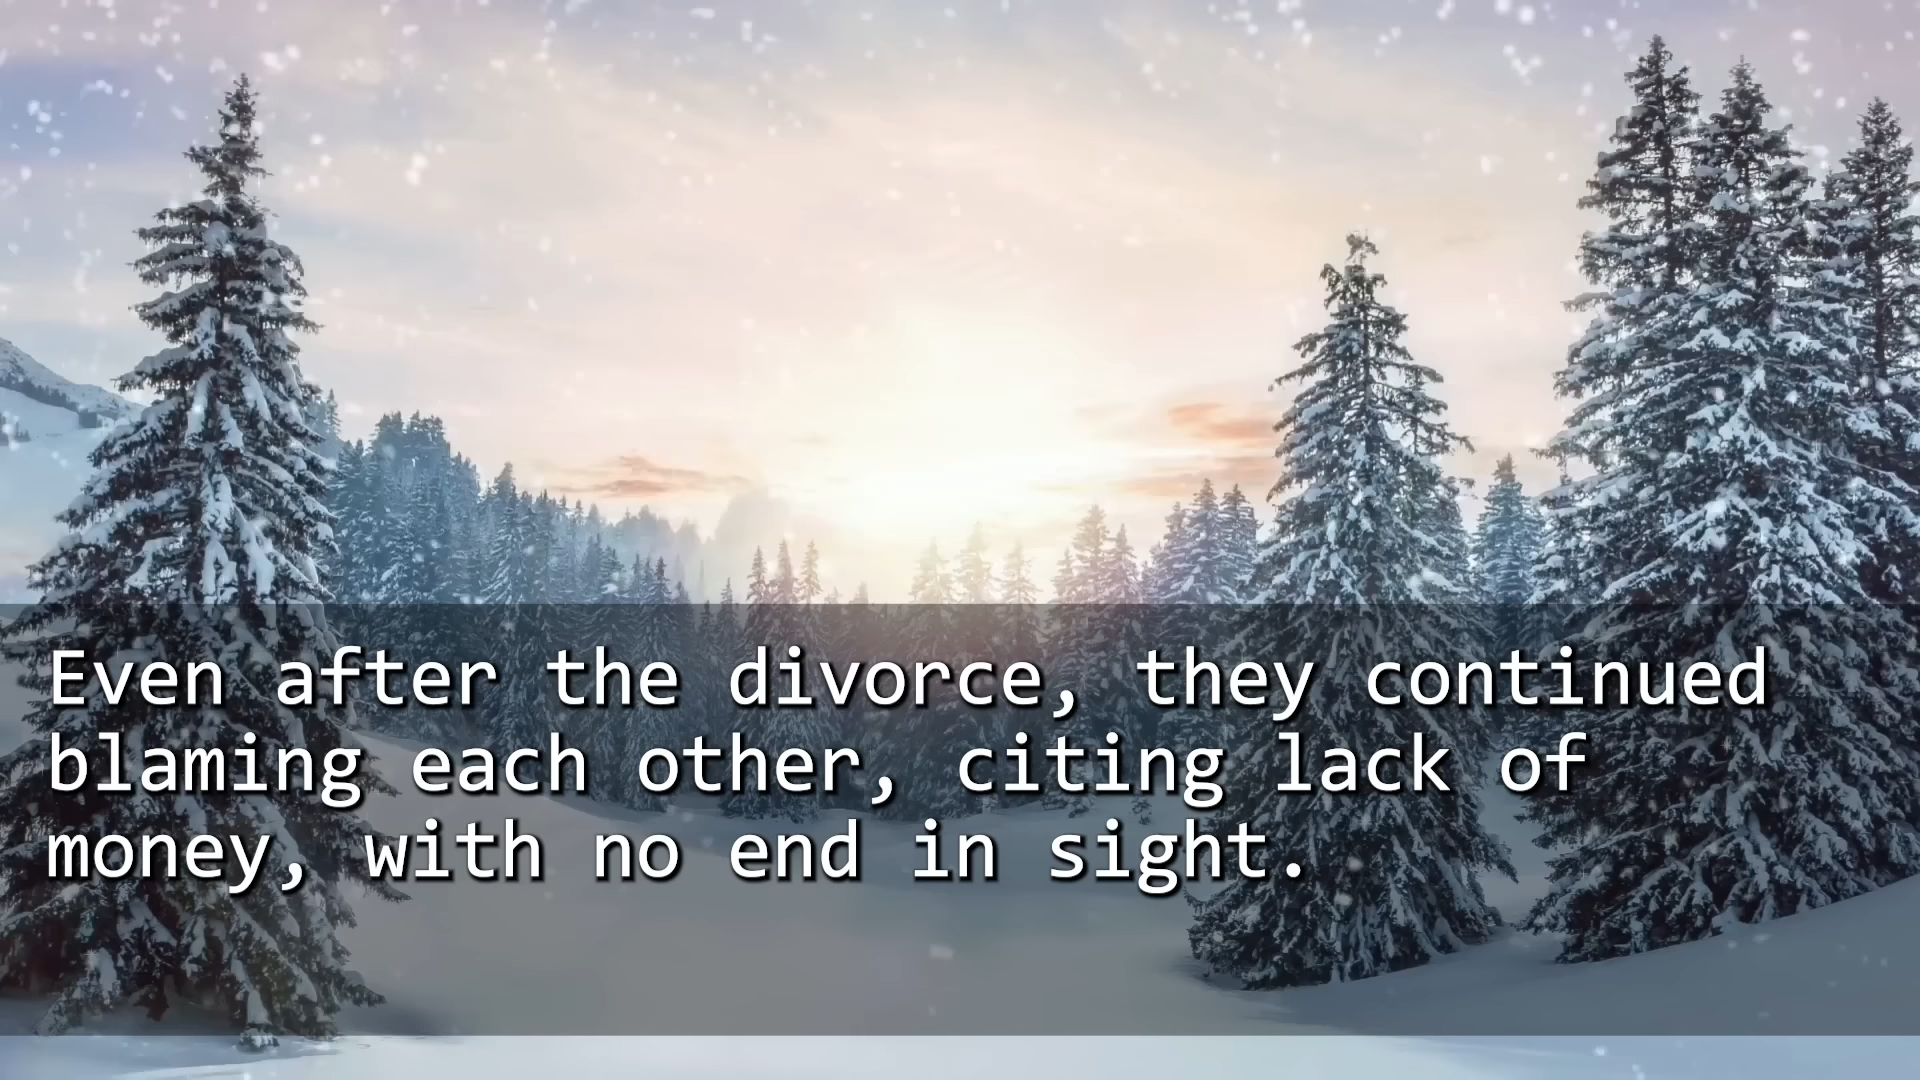 Even after the divorce, they continued
blaming each other, citing lack of
money, with no end in sight.